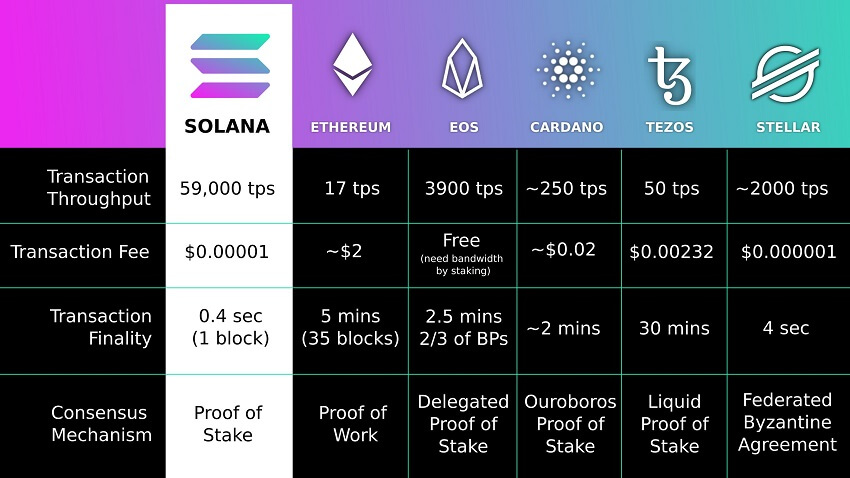 SOLANA
ETHEREUM
EOS
CARDANO
TEZOS
STELLAR
Transaction
Throughput
59,000 tps
17 tps
3900 tps
~250 tps
50 tps
~2000 tps
Transaction Fee
$0.00001
~$2
Free
(need bandwidth
by staking)
~$0.02
$0.00232
$0.000001
Transaction
Finality
0.4 sec
(1 block)
5 mins
(35 blocks)
2.5 mins
2/3 of BPs
~2 mins
30 mins
4 sec
Consensus
Mechanism
Proof of
Stake
Proof of
Work
Delegated
Proof of
Stake
Ouroboros
Proof of
Stake
Liquid
Proof of
Stake
Federated
Byzantine
Agreement